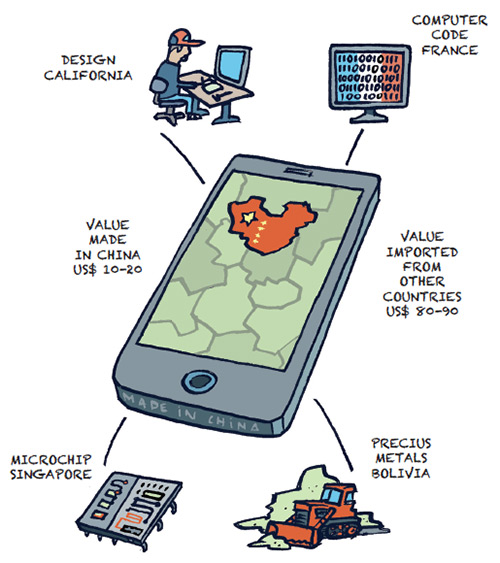 DESIGN
CALIFORNIA
COMPUTER
CODE
FRANCE
VALUE
MADE
IN CHINA
US$ 10-20
VALUE
IMPORTED
FROM
OTHER
COUNTRIES
US$ 80-90
MADE IN CHINA
MICROCHIP
SINGAPORE
PRECIUS
METALS
BOLIVIA